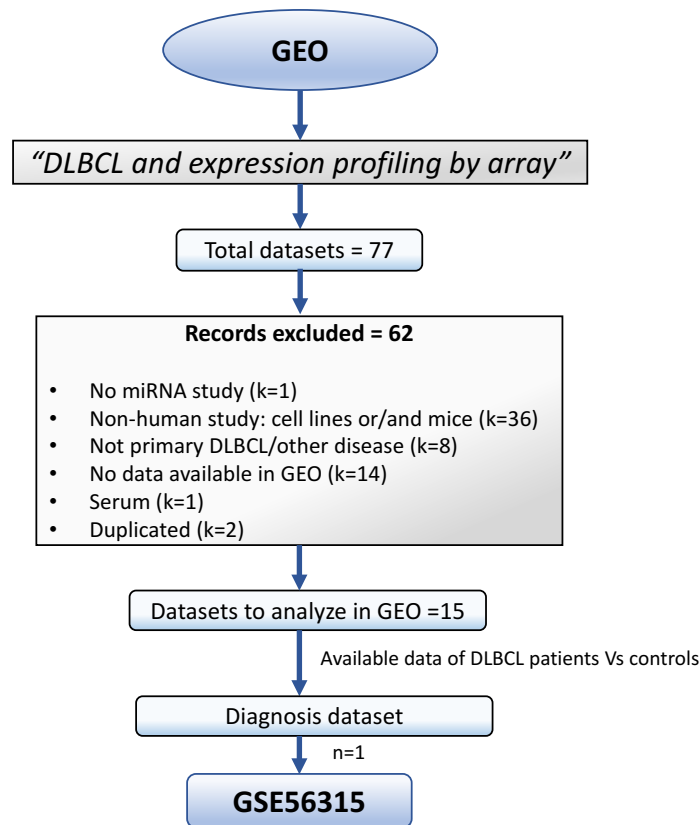 GEO
“DLBCL and expression profiling by array”
Total datasets = 77
Records excluded = 62
• No miRNA study (k=1)
• Non-human study: cell lines or/and mice (k=36)
• Not primary DLBCL/other disease (k=8)
• No data available in GEO (k=14)
• Serum (k=1)
• Duplicated (k=2)
Datasets to analyze in GEO =15
Available data of DLBCL patients Vs controls
Diagnosis dataset
n=1
GSE56315